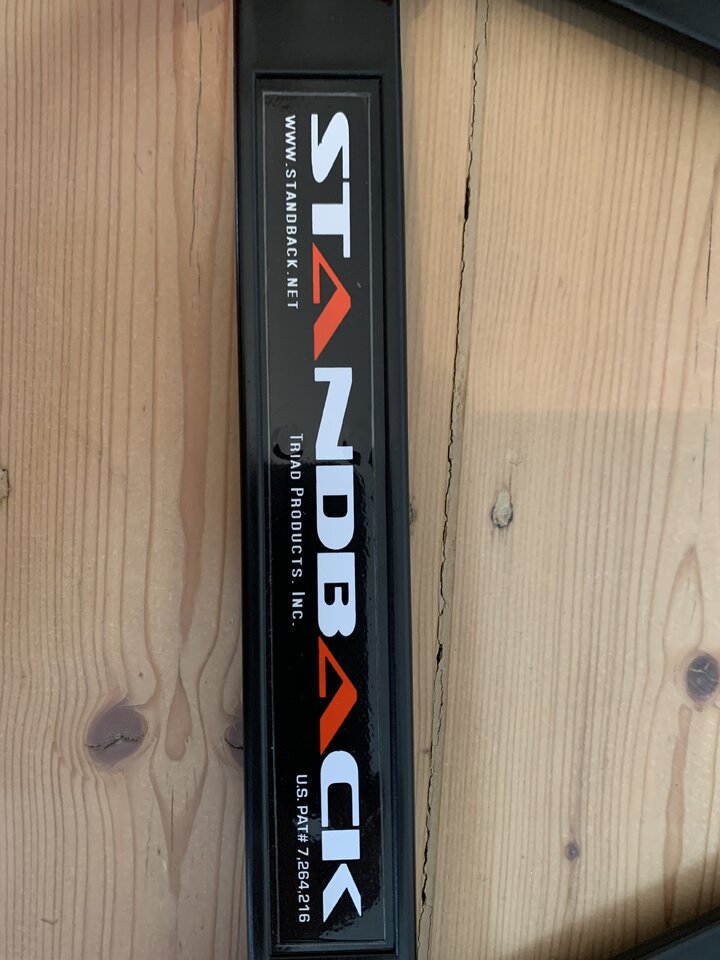 STANDBACK
WWW.STANDBACK.NET
TRIAD PRODUCTS, INC.
U.S. PAT# 7,264,216